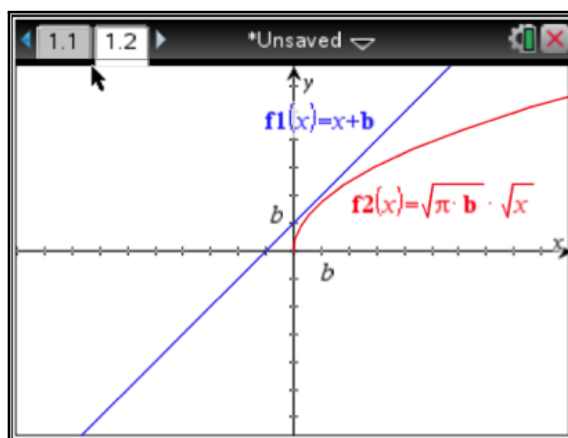 1.1 1.2 *Unsaved
y
f1(x)=x+b
f2(x)=√π·b·√x
b
x
b